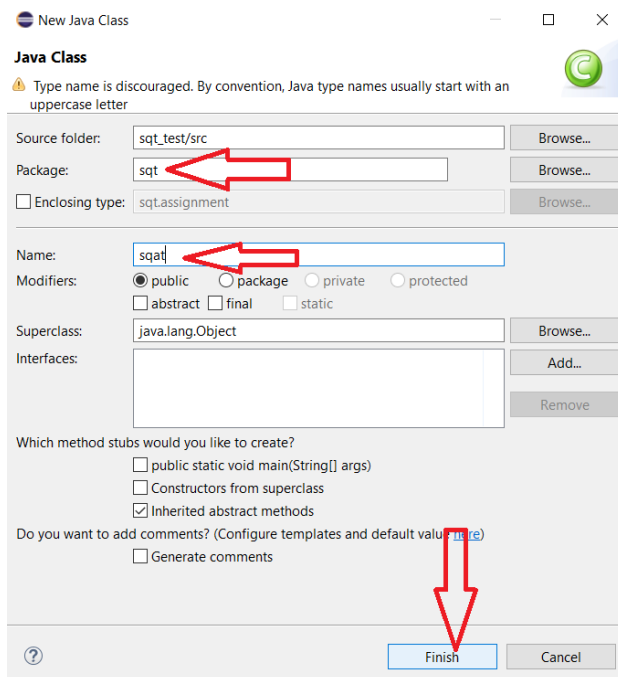 New Java Class
Java Class
Type name is discouraged. By convention, Java type names usually start with an
uppercase letter
Source folder: sqt_test/src Browse...
Package: sqt Browse...
Enclosing type: sqt.assignment Browse...
Name: sqat
Modifiers: public package private protected
abstract final static
Superclass: java.lang.Object Browse...
Interfaces: Add...
Remove
Which method stubs would you like to create?
public static void main(String[] args)
Constructors from superclass
Inherited abstract methods
Do you want to add comments? (Configure templates and default value here)
Generate comments
? Finish Cancel